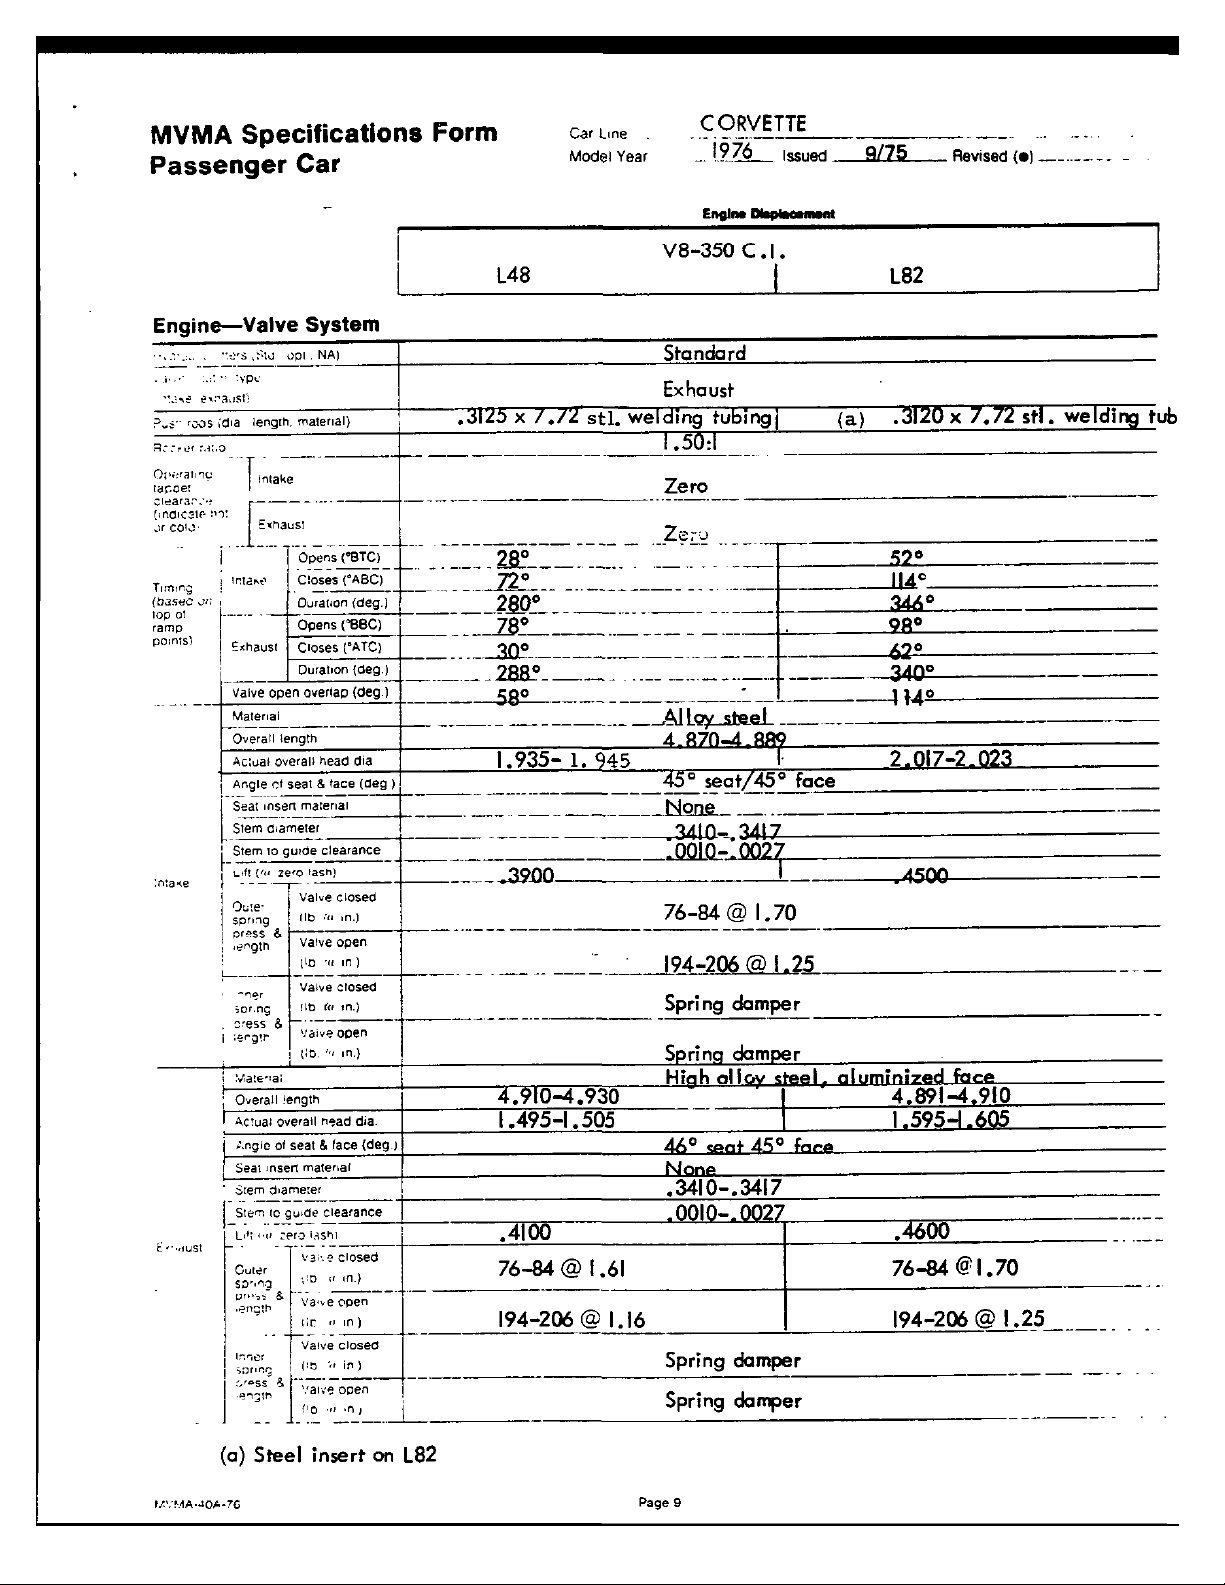 MVMA Specifications Form
Passenger Car
Car Line CORVETTE
Model Year 1976 Issued 9/75 Revised (●)
Engine Displacement
V8-350 C.I.
L48 L82
Engine—Valve System
(Std opt. NA) Standard
type
exhaust) Exhaust
(dia length, material) .3125 x 7.72 stl. welding tubing (a) .3120 x 7.72 stl. welding tub
1.50:1
Operating tappet clearance (indicate hot or cold)
Intake Zero
Exhaust Zero
Timing (based on top of ramp points)
Intake
Opens (°BTC) 28° 52°
Closes (°ABC) 72° 114°
Duration (deg.) 280° 346°
Exhaust
Opens (°BBC) 78° 98°
Closes (°ATC) 30° 62°
Duration (deg.) 288° 340°
Valve open overlap (deg.) 58° 114°
Intake
Material Alloy steel
Overall length 4.870-4.889
Actual overall head dia 1.935- 1.945 2.017-2.023
Angle of seat & face (deg) 45° seat/45° face
Seat insert material None
Stem diameter .3410-.3417
Stem to guide clearance .0010-.0027
Lift (@ zero lash) .3900 .4500
Outer spring press & length
Valve closed (lb @ in.) 76-84 @ 1.70
Valve open (lb @ in) 194-206 @ 1.25
Inner spring press & length
Valve closed (lb @ in.) Spring damper
Valve open (lb. @ in.) Spring damper
Exhaust
Material High alloy steel, aluminized face
Overall length 4.910-4.930 4.891-4.910
Actual overall head dia. 1.495-1.505 1.595-1.605
Angle of seat & face (deg.) 46° seat 45° face
Seat insert material None
Stem diameter .3410-.3417
Stem to guide clearance .0010-.0027
Lift (@ zero lash) .4100 .4600
Outer spring press & length
Valve closed (lb @ in.) 76-84 @ 1.61 76-84 @ 1.70
Valve open (lb @ in) 194-206 @ 1.16 194-206 @ 1.25
Inner spring press & length
Valve closed (lb @ in) Spring damper
Valve open (lb @ in) Spring damper
(a) Steel insert on L82
MVMA-40A-76 Page 9